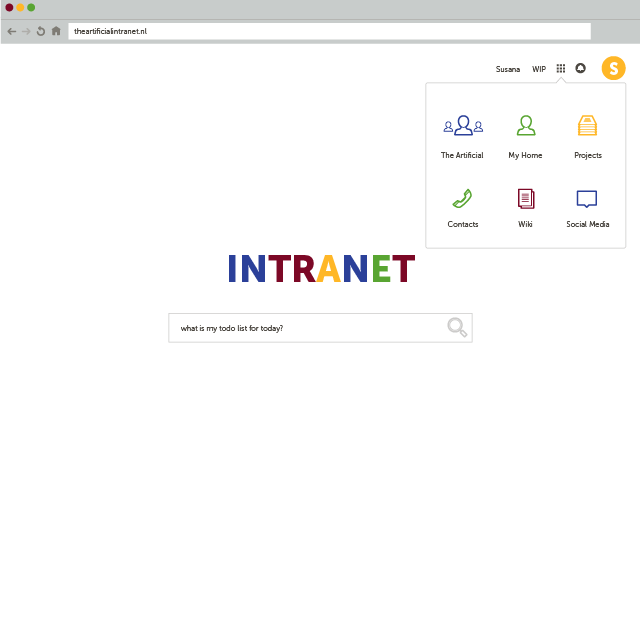 theartificialintranet.nl
Susana WIP S
The Artificial My Home Projects
Contacts Wiki Social Media
INTRANET
what is my todo list for today?